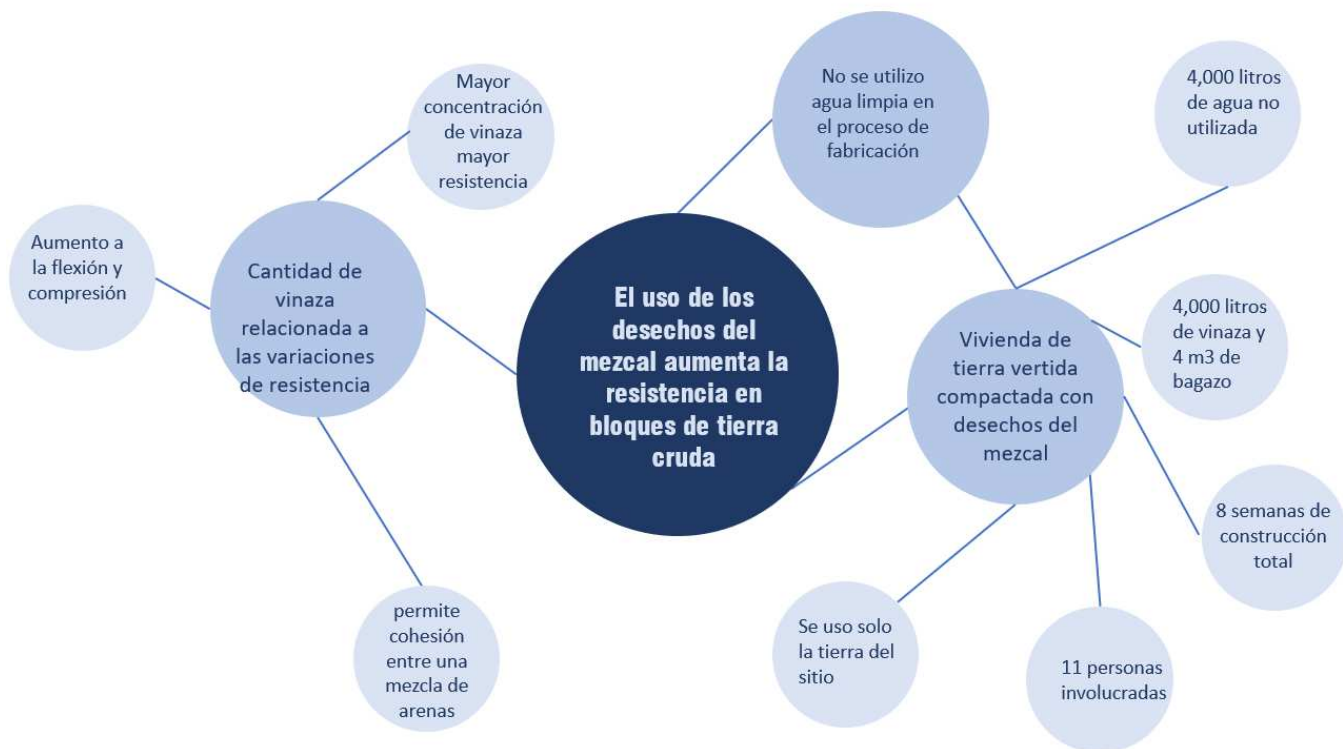 Mayor
concentración
de vinaza
mayor
resistencia
Aumento a
la flexión y
compresión
Cantidad de
vinaza
relacionada a
las variaciones
de resistencia
permite
cohesión
entre una
mezcla de
arenas
El uso de los
desechos del
mezcal aumenta la
resistencia en
bloques de tierra
cruda
No se utilizo
agua limpia en
el proceso de
fabricación
4,000 litros
de agua no
utilizada
Vivienda de
tierra vertida
compactada con
desechos del
mezcal
4,000 litros
de vinaza y
4 m3 de
bagazo
8 semanas de
construcción
total
11 personas
involucradas
Se uso solo
la tierra del
sitio